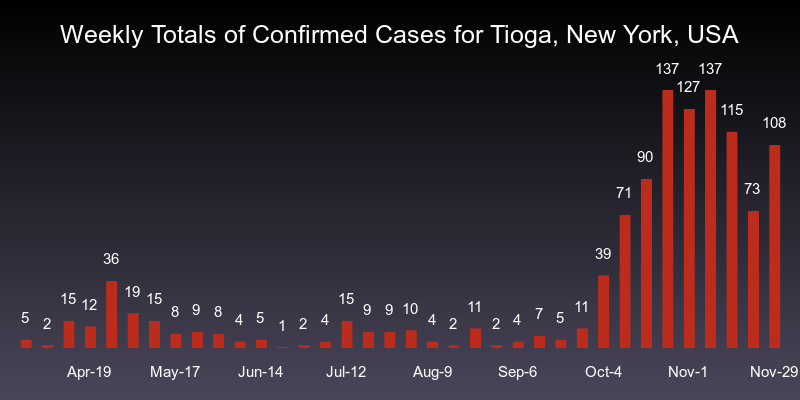 Weekly Totals of Confirmed Cases for Tioga, New York, USA
5 2 15 12 36 19 15 8 9 8 4 5 1 2 4 15 9 9 10 4 2 11 2 4 7 5 11 39 71 90 137 127 137 115 73 108
Apr-19 May-17 Jun-14 Jul-12 Aug-9 Sep-6 Oct-4 Nov-1 Nov-29